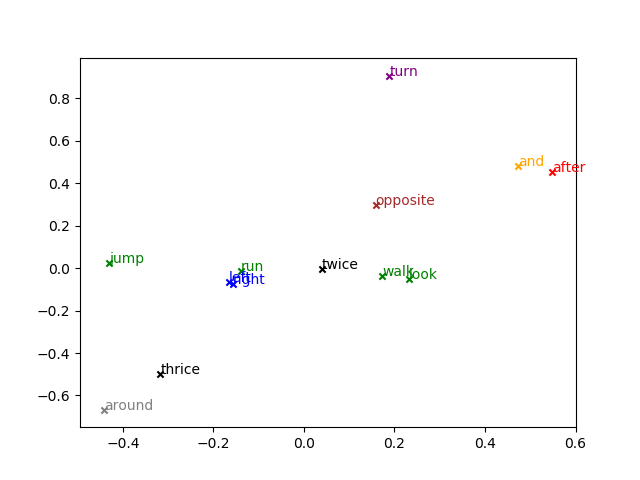 turn
0.8
0.6
and
after
0.4
opposite
0.2
jump
run
twice
0.0
walk
look
left
right
−0.2
−0.4
thrice
−0.6
around
−0.4
−0.2
0.0
0.2
0.4
0.6